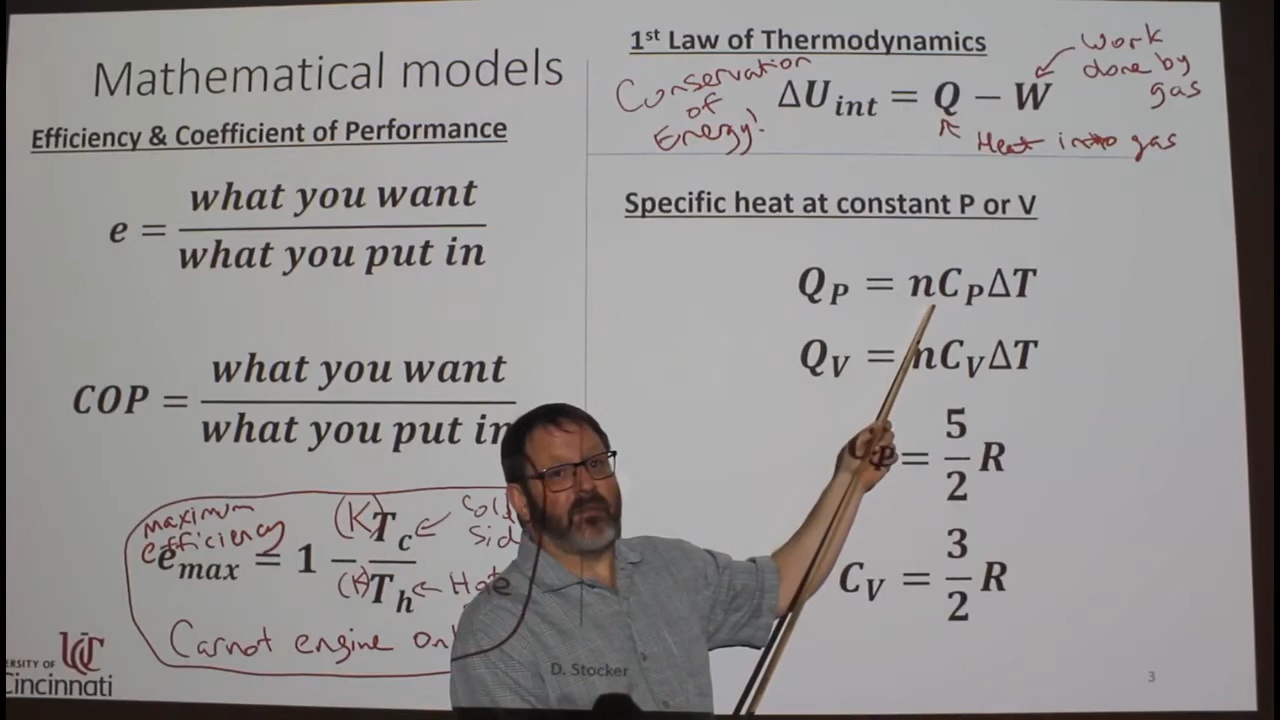 Mathematical models
Efficiency & Coefficient of Performance
e = what you want / what you put in
COP = what you want / what you put in
maximum
efficiency
e_max = 1 - T_c / T_h
(K)
(K)
Side
Carnot engine
Cincinnati
1st Law of Thermodynamics
Conservation
of
Energy!
ΔU_int = Q − W
Work
done by
gas
Heat into gas
Specific heat at constant P or V
Q_P = nC_PΔT
Q_V = nC_VΔT
C_P = 5/2 R
C_V = 3/2 R
D. Stocker
3